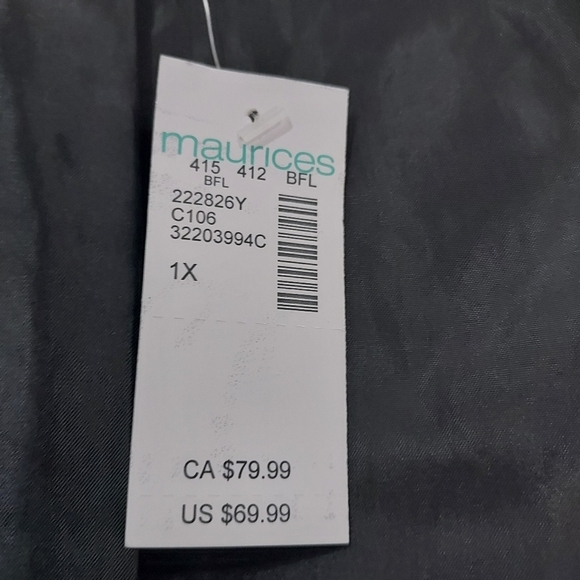 maurices
415 412 BFL
BFL
222826Y
C106
32203994C
1X
CA $79.99
US $69.99